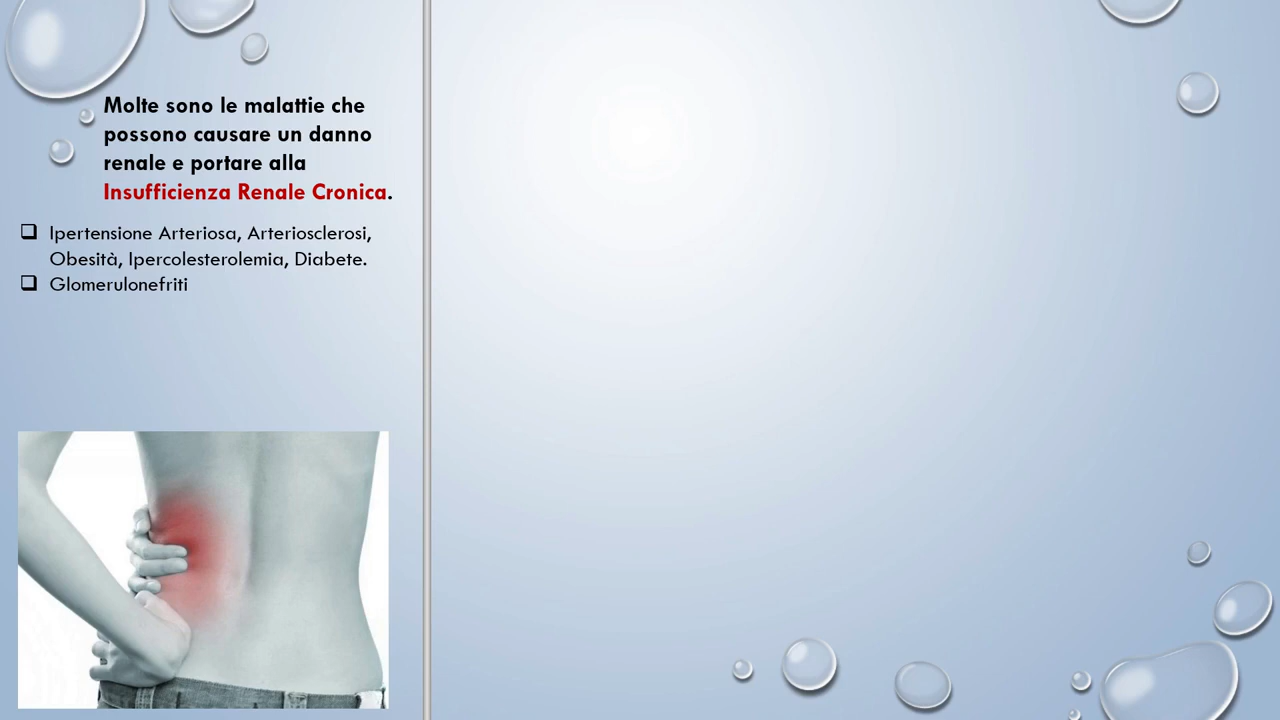 Molte sono le malattie che
possono causare un danno
renale e portare alla
Insufficienza Renale Cronica.
❑ Ipertensione Arteriosa, Arteriosclerosi,
Obesità, Ipercolesterolemia, Diabete.
❑ Glomerulonefriti